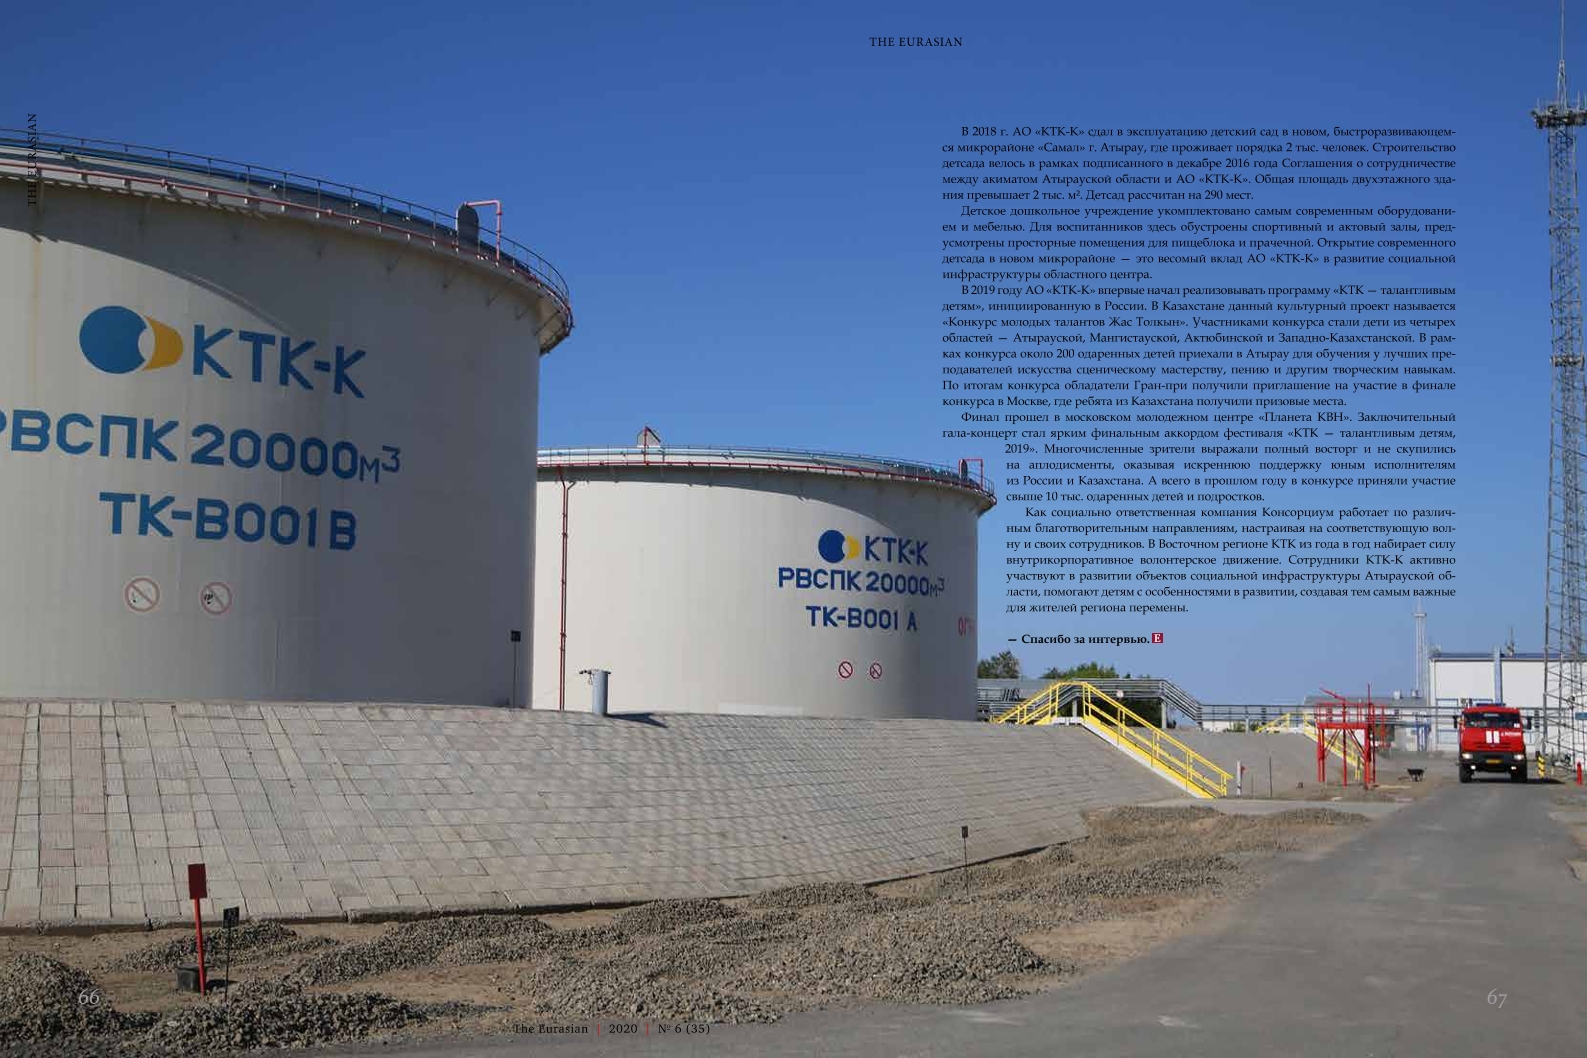 THE EURASIAN
THE EURASIAN
КТК-К
РВСПК 20000м³
ТК-В001 В
КТК-К
РВСПК 20000м³
ТК-В001 А
В 2018 г. АО «КТК-К» сдал в эксплуатацию детский сад в новом, быстроразвивающем-
ся микрорайоне «Самал» г. Атырау, где проживает порядка 2 тыс. человек. Строительство
детсада велось в рамках подписанного в декабре 2016 года Соглашения о сотрудничестве
между акиматом Атырауской области и АО «КТК-К». Общая площадь двухэтажного зда-
ния превышает 2 тыс. м². Детсад рассчитан на 290 мест.
Детское дошкольное учреждение укомплектовано самым современным оборудовани-
ем и мебелью. Для воспитанников здесь обустроены спортивный и актовый залы, пред-
усмотрены просторные помещения для пищеблока и прачечной. Открытие современного
детсада в новом микрорайоне — это весомый вклад АО «КТК-К» в развитие социальной
инфраструктуры областного центра.
В 2019 году АО «КТК-К» впервые начал реализовывать программу «КТК — талантливым
детям», инициированную в России. В Казахстане данный культурный проект называется
«Конкурс молодых талантов Жас Толкын». Участниками конкурса стали дети из четырех
областей — Атырауской, Мангистауской, Актюбинской и Западно-Казахстанской. В рам-
ках конкурса около 200 одаренных детей приехали в Атырау для обучения у лучших пре-
подавателей искусства сценическому мастерству, пению и другим творческим навыкам.
По итогам конкурса обладатели Гран-при получили приглашение на участие в финале
конкурса в Москве, где ребята из Казахстана получили призовые места.
Финал прошел в московском молодежном центре «Планета КВН». Заключительный
гала-концерт стал ярким финальным аккордом фестиваля «КТК — талантливым детям,
2019». Многочисленные зрители выражали полный восторг и не скупились
на аплодисменты, оказывая искреннюю поддержку юным исполнителям
из России и Казахстана. А всего в прошлом году в конкурсе приняли участие
свыше 10 тыс. одаренных детей и подростков.
Как социально ответственная компания Консорциум работает по различ-
ным благотворительным направлениям, настраивая на соответствующую вол-
ну и своих сотрудников. В Восточном регионе КТК из года в год набирает силу
внутрикорпоративное волонтерское движение. Сотрудники КТК-К активно
участвуют в развитии объектов социальной инфраструктуры Атырауской об-
ласти, помогают детям с особенностями в развитии, создавая тем самым важные
для жителей региона перемены.
— Спасибо за интервью. E
66
The Eurasian | 2020 | № 6 (35)
67